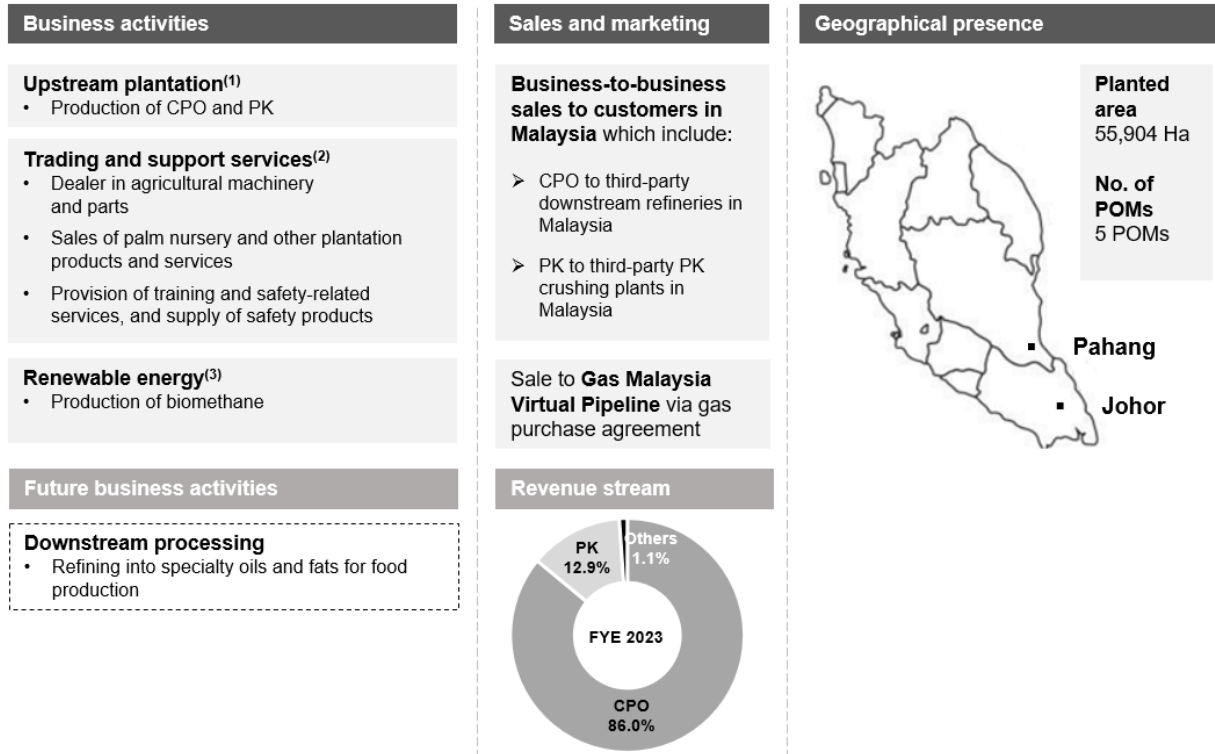 Business activities
Upstream plantation(1)
• Production of CPO and PK
Trading and support services(2)
• Dealer in agricultural machinery
and parts
• Sales of palm nursery and other plantation
products and services
• Provision of training and safety-related
services, and supply of safety products
Renewable energy(3)
• Production of biomethane
Future business activities
Downstream processing
• Refining into specialty oils and fats for food
production
Sales and marketing
Business-to-business
sales to customers in
Malaysia which include:
➢ CPO to third-party
downstream refineries in
Malaysia
➢ PK to third-party PK
crushing plants in
Malaysia
Sale to Gas Malaysia
Virtual Pipeline via gas
purchase agreement
Revenue stream
Others
1.1%
PK
12.9%
FYE 2023
CPO
86.0%
Geographical presence
Planted
area
55,904 Ha
No. of
POMs
5 POMs
Pahang
Johor